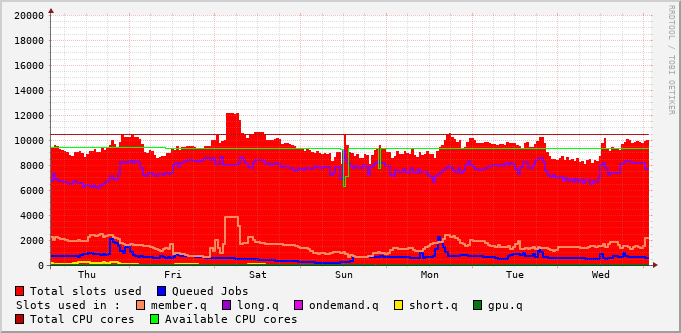 RRDTOOL / TOBI OETIKER
20000
18000
16000
14000
12000
10000
8000
6000
4000
2000
0
Thu Fri Sat Sun Mon Tue Wed
Total slots used Queued Jobs
Slots used in : member.q long.q ondemand.q short.q gpu.q
Total CPU cores Available CPU cores